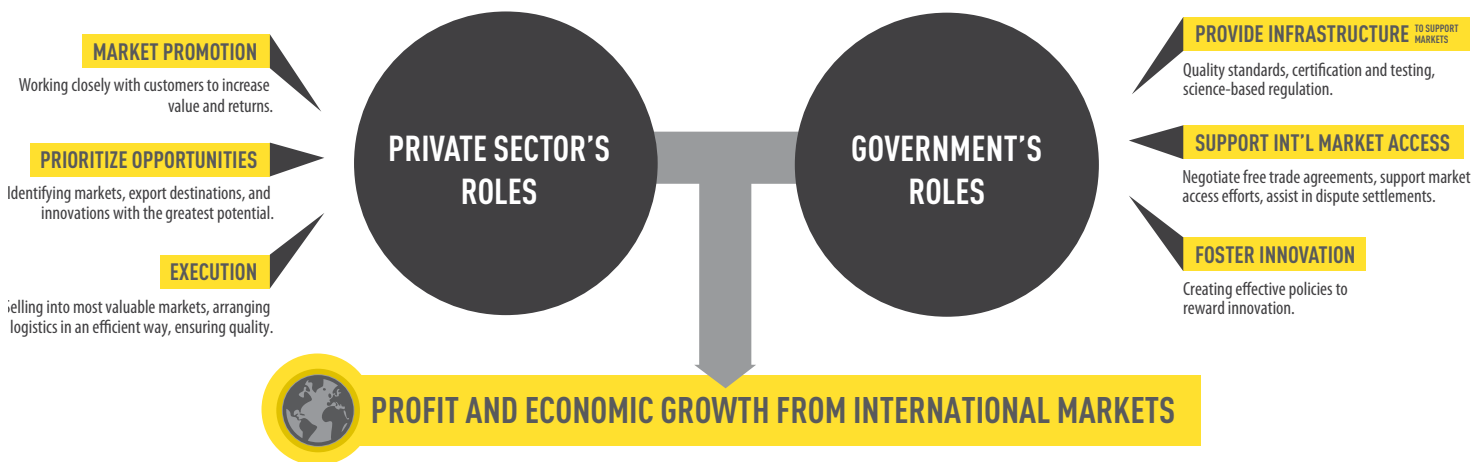 MARKET PROMOTION
Working closely with customers to increase
value and returns.
PRIORITIZE OPPORTUNITIES
Identifying markets, export destinations, and
innovations with the greatest potential.
EXECUTION
Selling into most valuable markets, arranging
logistics in an efficient way, ensuring quality.
PRIVATE SECTOR'S
ROLES
GOVERNMENT'S
ROLES
PROVIDE INFRASTRUCTURE TO SUPPORT
MARKETS
Quality standards, certification and testing,
science-based regulation.
SUPPORT INT'L MARKET ACCESS
Negotiate free trade agreements, support market
access efforts, assist in dispute settlements.
FOSTER INNOVATION
Creating effective policies to
reward innovation.
PROFIT AND ECONOMIC GROWTH FROM INTERNATIONAL MARKETS